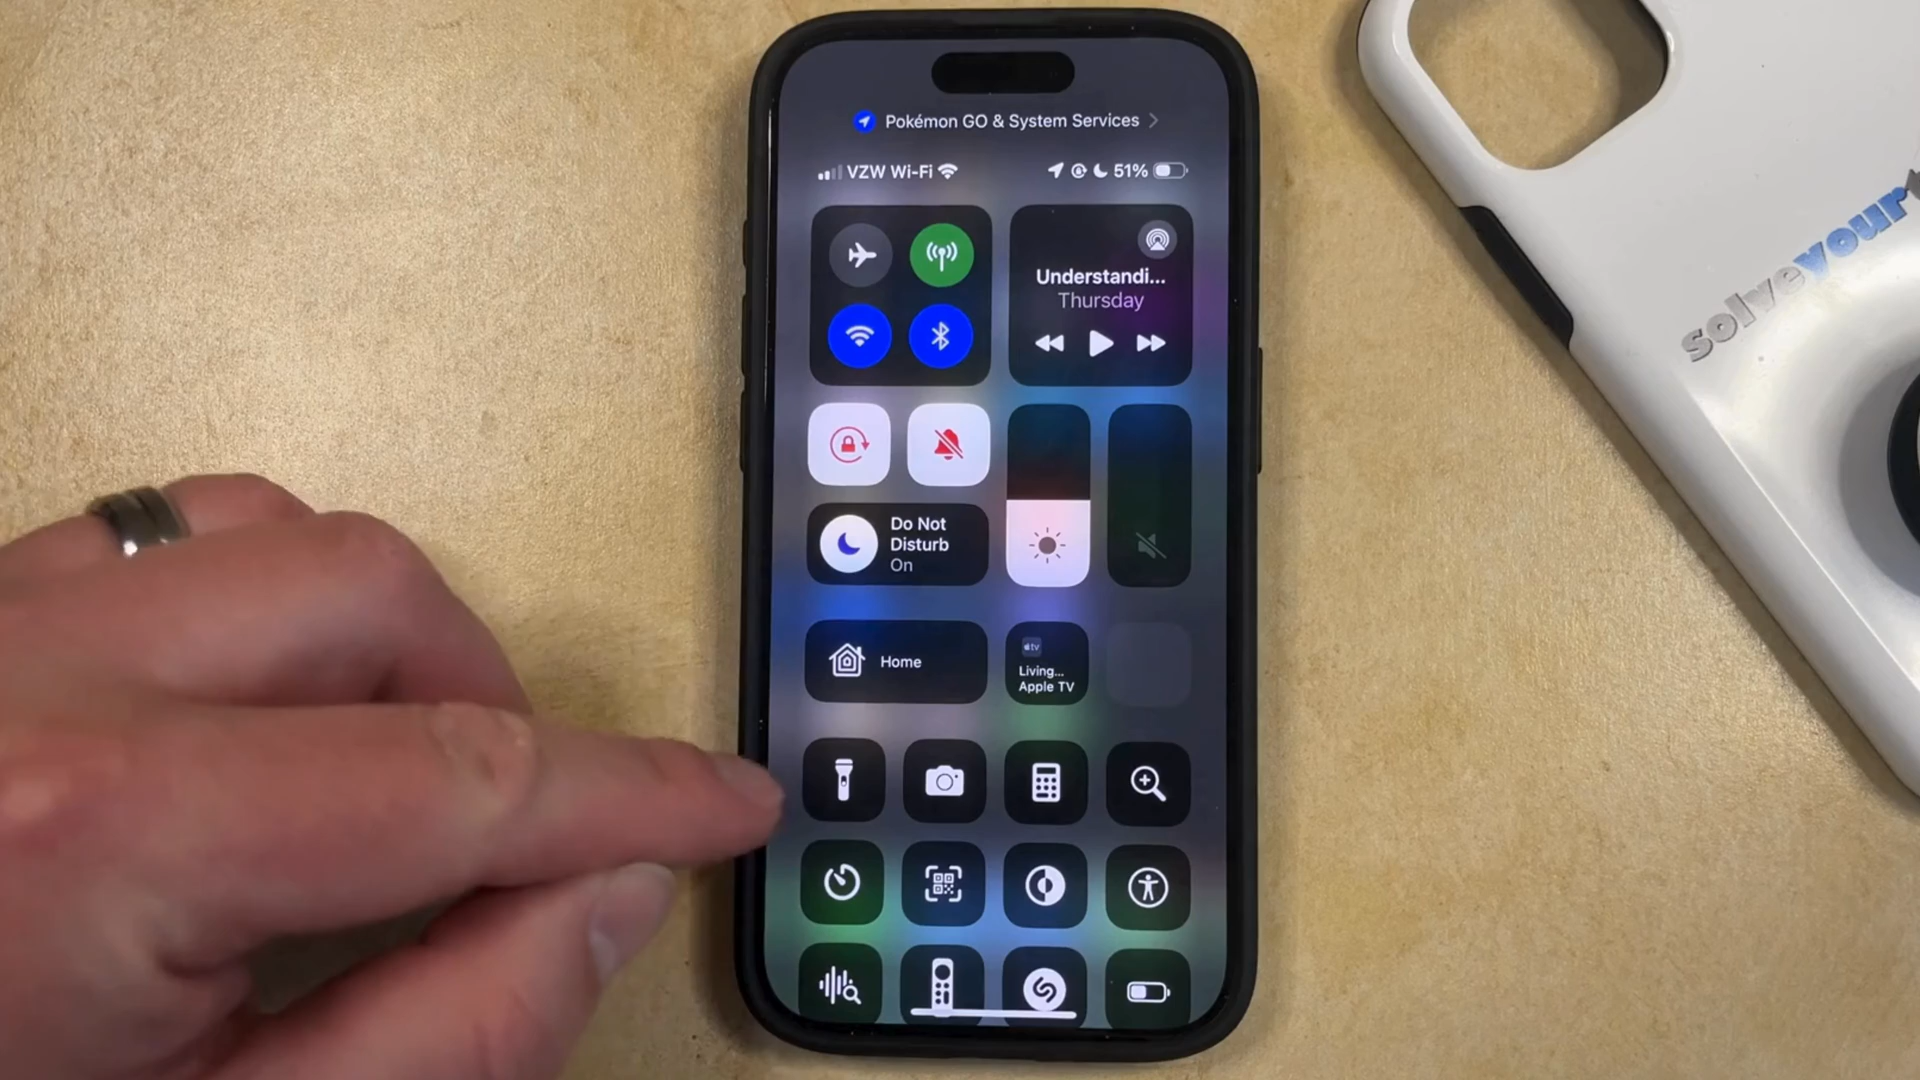 Pokémon GO & System Services
VZW Wi-Fi
51%
Understandi...
Thursday
Do Not
Disturb
On
Home
tv
Living...
Apple TV
solveyour